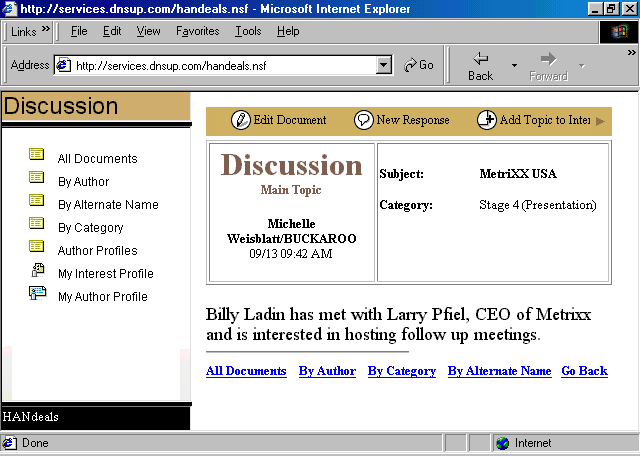 http://services.dnsup.com/handeals.nsf - Microsoft Internet Explorer
Links » File Edit View Favorites Tools Help
Address http://services.dnsup.com/handeals.nsf Go Back Forward »
Discussion
All Documents
By Author
By Alternate Name
By Category
Author Profiles
My Interest Profile
My Author Profile
HANdeals
Edit Document New Response Add Topic to Inter
Discussion
Main Topic
Michelle
Weisblatt/BUCKAROO
09/13 09:42 AM
Subject: MetriXX USA
Category: Stage 4 (Presentation)
Billy Ladin has met with Larry Pfiel, CEO of Metrixx
and is interested in hosting follow up meetings.
All Documents By Author By Category By Alternate Name Go Back
Done Internet